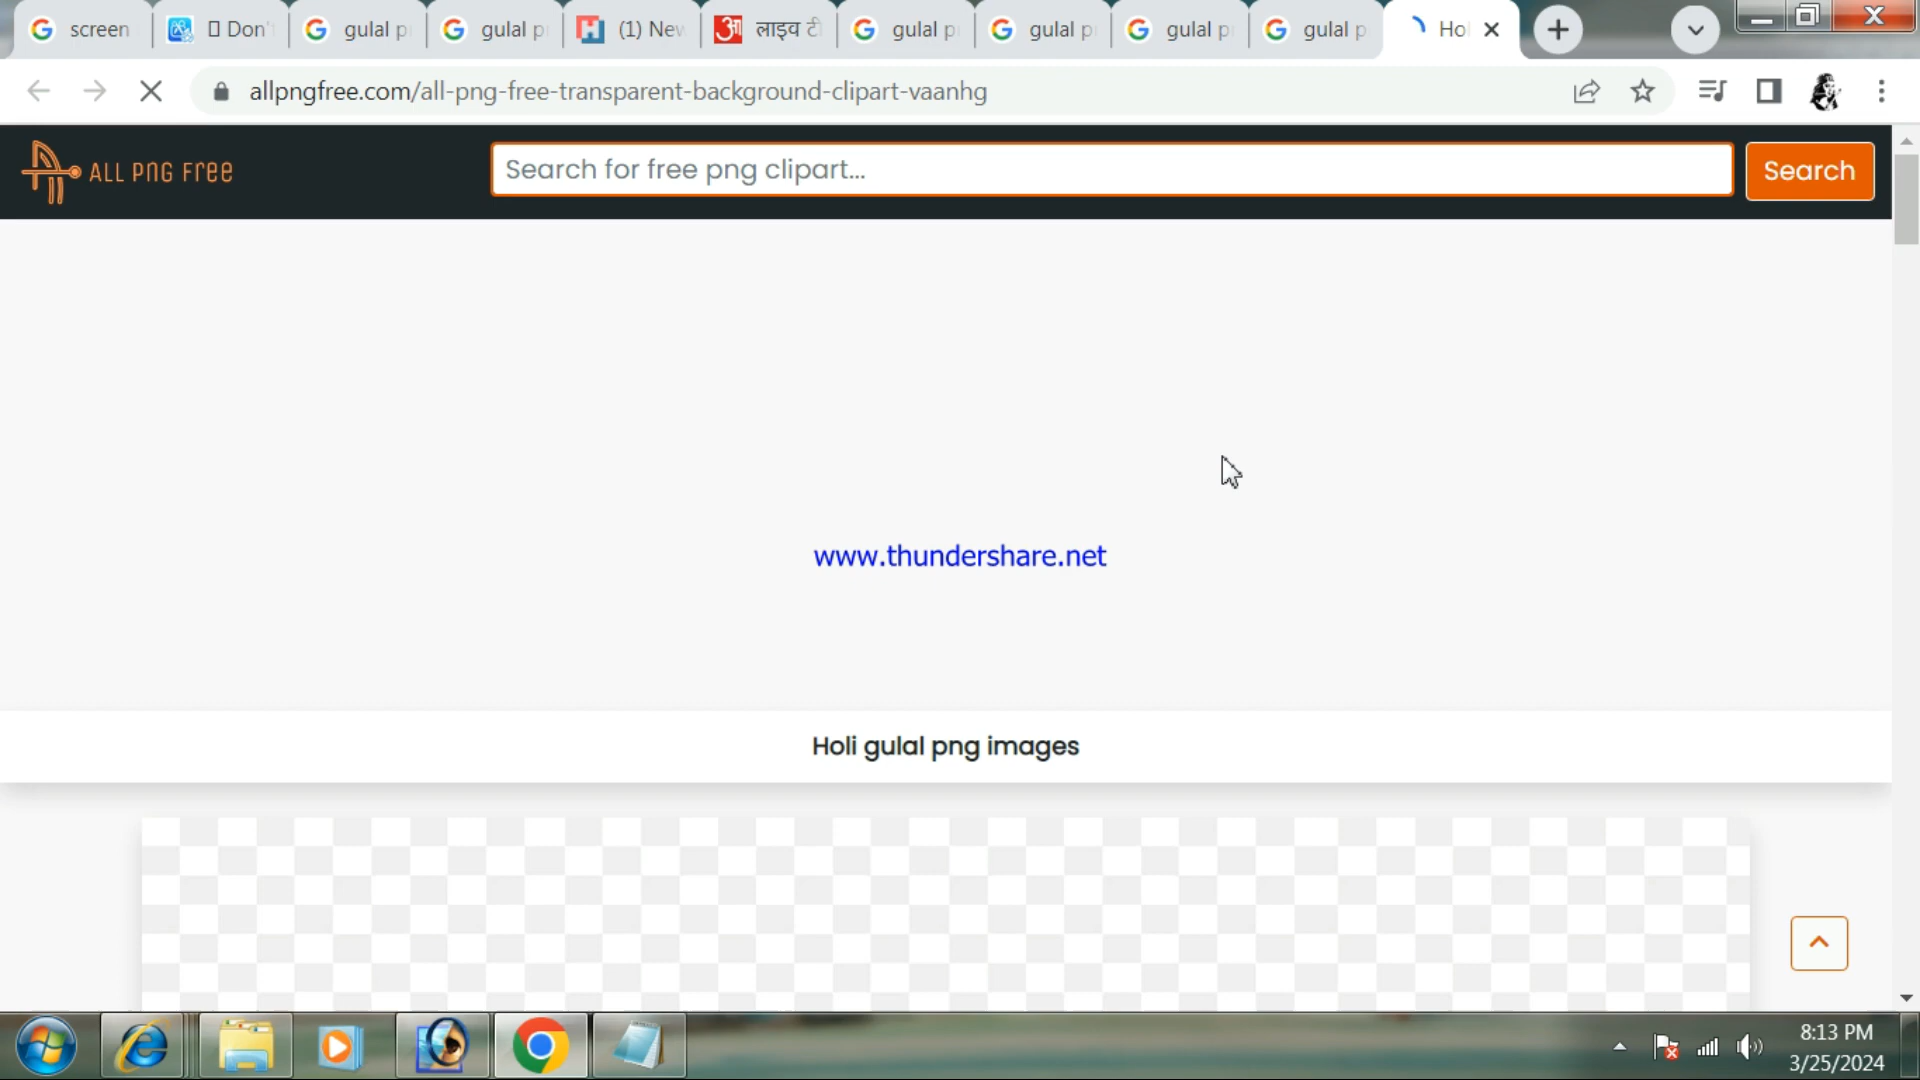 screen
Don'
gulal p
gulal p
(1) Nev
लाइव टी
gulal p
gulal p
gulal p
gulal p
Hol
allpngfree.com/all-png-free-transparent-background-clipart-vaanhg
ALL PNG FREE
Search for free png clipart...
Search
www.thundershare.net
Holi gulal png images
8:13 PM
3/25/2024